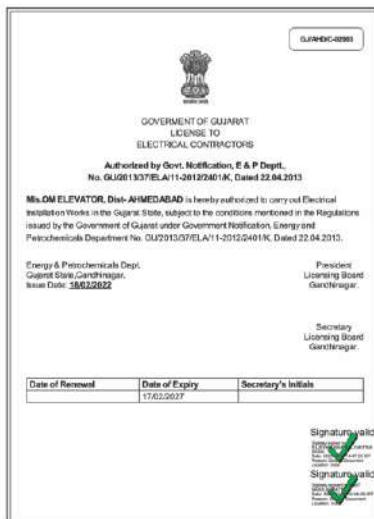 GOVERNMENT OF GUJARAT
LICENSE TO
ELECTRICAL CONTRACTORS
Authorized by Govt. Notification, E & P Deptt.,
No. GU/2013/37/ELA/11-2012/2401/K, Dated 22.04.2013
M/s.OM ELEVATOR, Dist- AHMEDABAD is hereby authorized to carry out Electrical
Installation Works in the Gujarat State, subject to the conditions mentioned in the Regulations
issued by the Government of Gujarat under Government Notification, Energy and
Petrochemicals Department No. GU/2013/37/ELA/11-2012/2401/K, Dated 22.04.2013.
Energy & Petrochemicals Dept.
Gujarat State,Gandhinagar.
Issue Date: 18/02/2022
President
Licensing Board
Gandhinagar.
Secretary
Licensing Board
Gandhinagar.
Date of Renewal Date of Expiry Secretary's Initials
17/02/2027
Signature valid
Signature valid